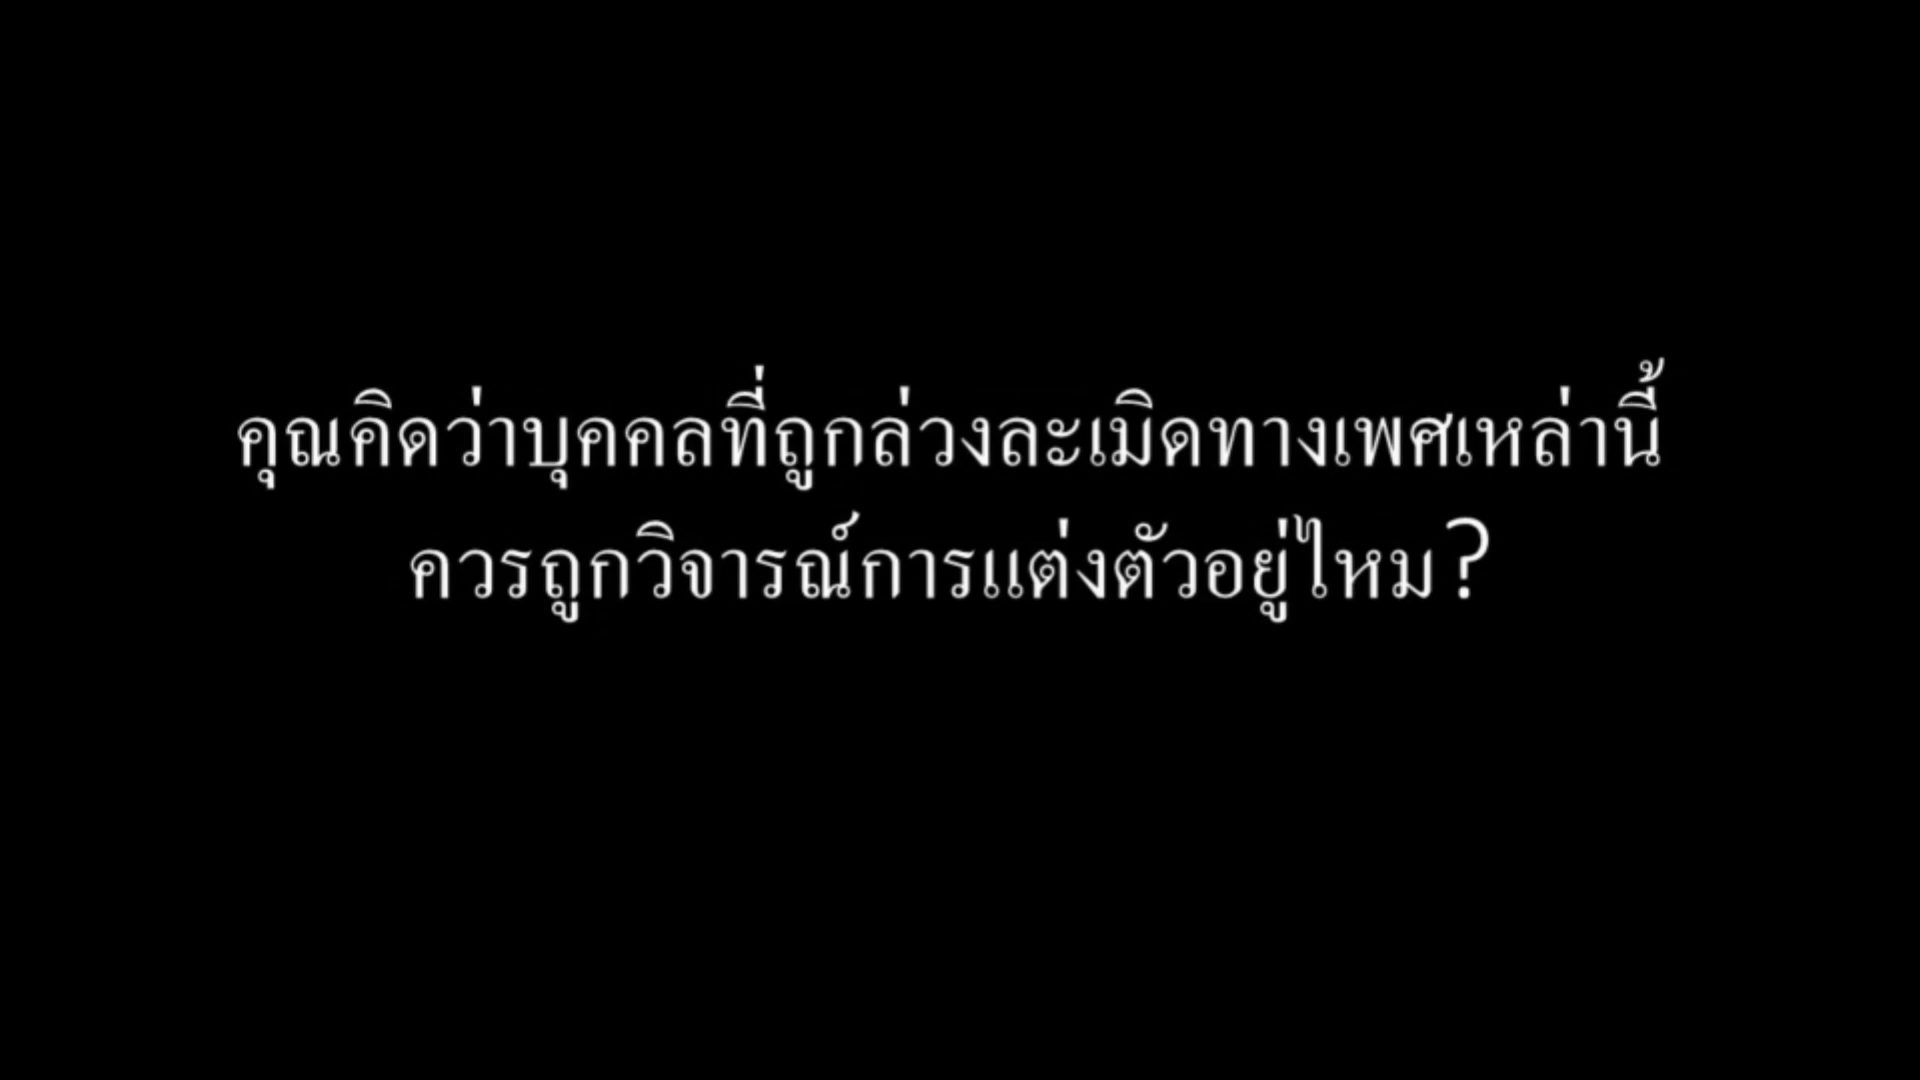 คุณคิดว่าบุคคลที่ถูกล่วงละเมิดทางเพศเหล่านี้
ควรถูกวิจารณ์การแต่งตัวอยู่ไหม?